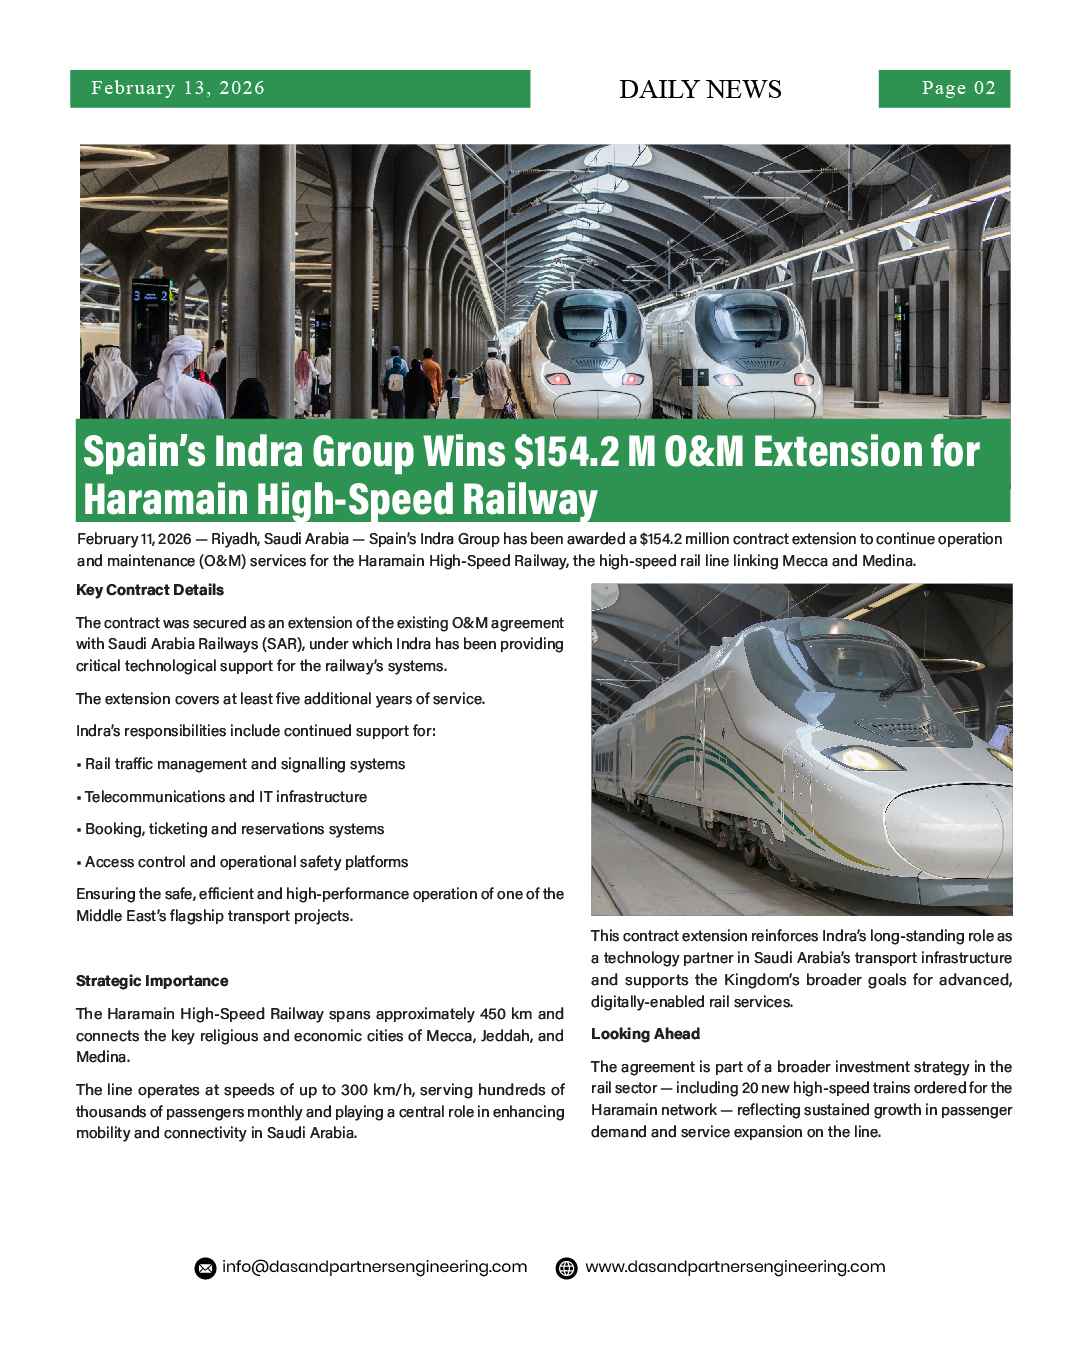 February 13, 2026
DAILY NEWS
Page 02
3 2
Spain's Indra Group Wins $154.2 M O&M Extension for
Haramain High-Speed Railway
February 11, 2026 — Riyadh, Saudi Arabia — Spain's Indra Group has been awarded a $154.2 million contract extension to continue operation
and maintenance (O&M) services for the Haramain High-Speed Railway, the high-speed rail line linking Mecca and Medina.
Key Contract Details
The contract was secured as an extension of the existing O&M agreement
with Saudi Arabia Railways (SAR), under which Indra has been providing
critical technological support for the railway's systems.
The extension covers at least five additional years of service.
Indra's responsibilities include continued support for:
• Rail traffic management and signalling systems
• Telecommunications and IT infrastructure
• Booking, ticketing and reservations systems
• Access control and operational safety platforms
Ensuring the safe, efficient and high-performance operation of one of the
Middle East's flagship transport projects.
Strategic Importance
The Haramain High-Speed Railway spans approximately 450 km and
connects the key religious and economic cities of Mecca, Jeddah, and
Medina.
The line operates at speeds of up to 300 km/h, serving hundreds of
thousands of passengers monthly and playing a central role in enhancing
mobility and connectivity in Saudi Arabia.
This contract extension reinforces Indra's long-standing role as
a technology partner in Saudi Arabia's transport infrastructure
and supports the Kingdom's broader goals for advanced,
digitally-enabled rail services.
Looking Ahead
The agreement is part of a broader investment strategy in the
rail sector — including 20 new high-speed trains ordered for the
Haramain network — reflecting sustained growth in passenger
demand and service expansion on the line.
info@dasandpartnersengineering.com
www.dasandpartnersengineering.com